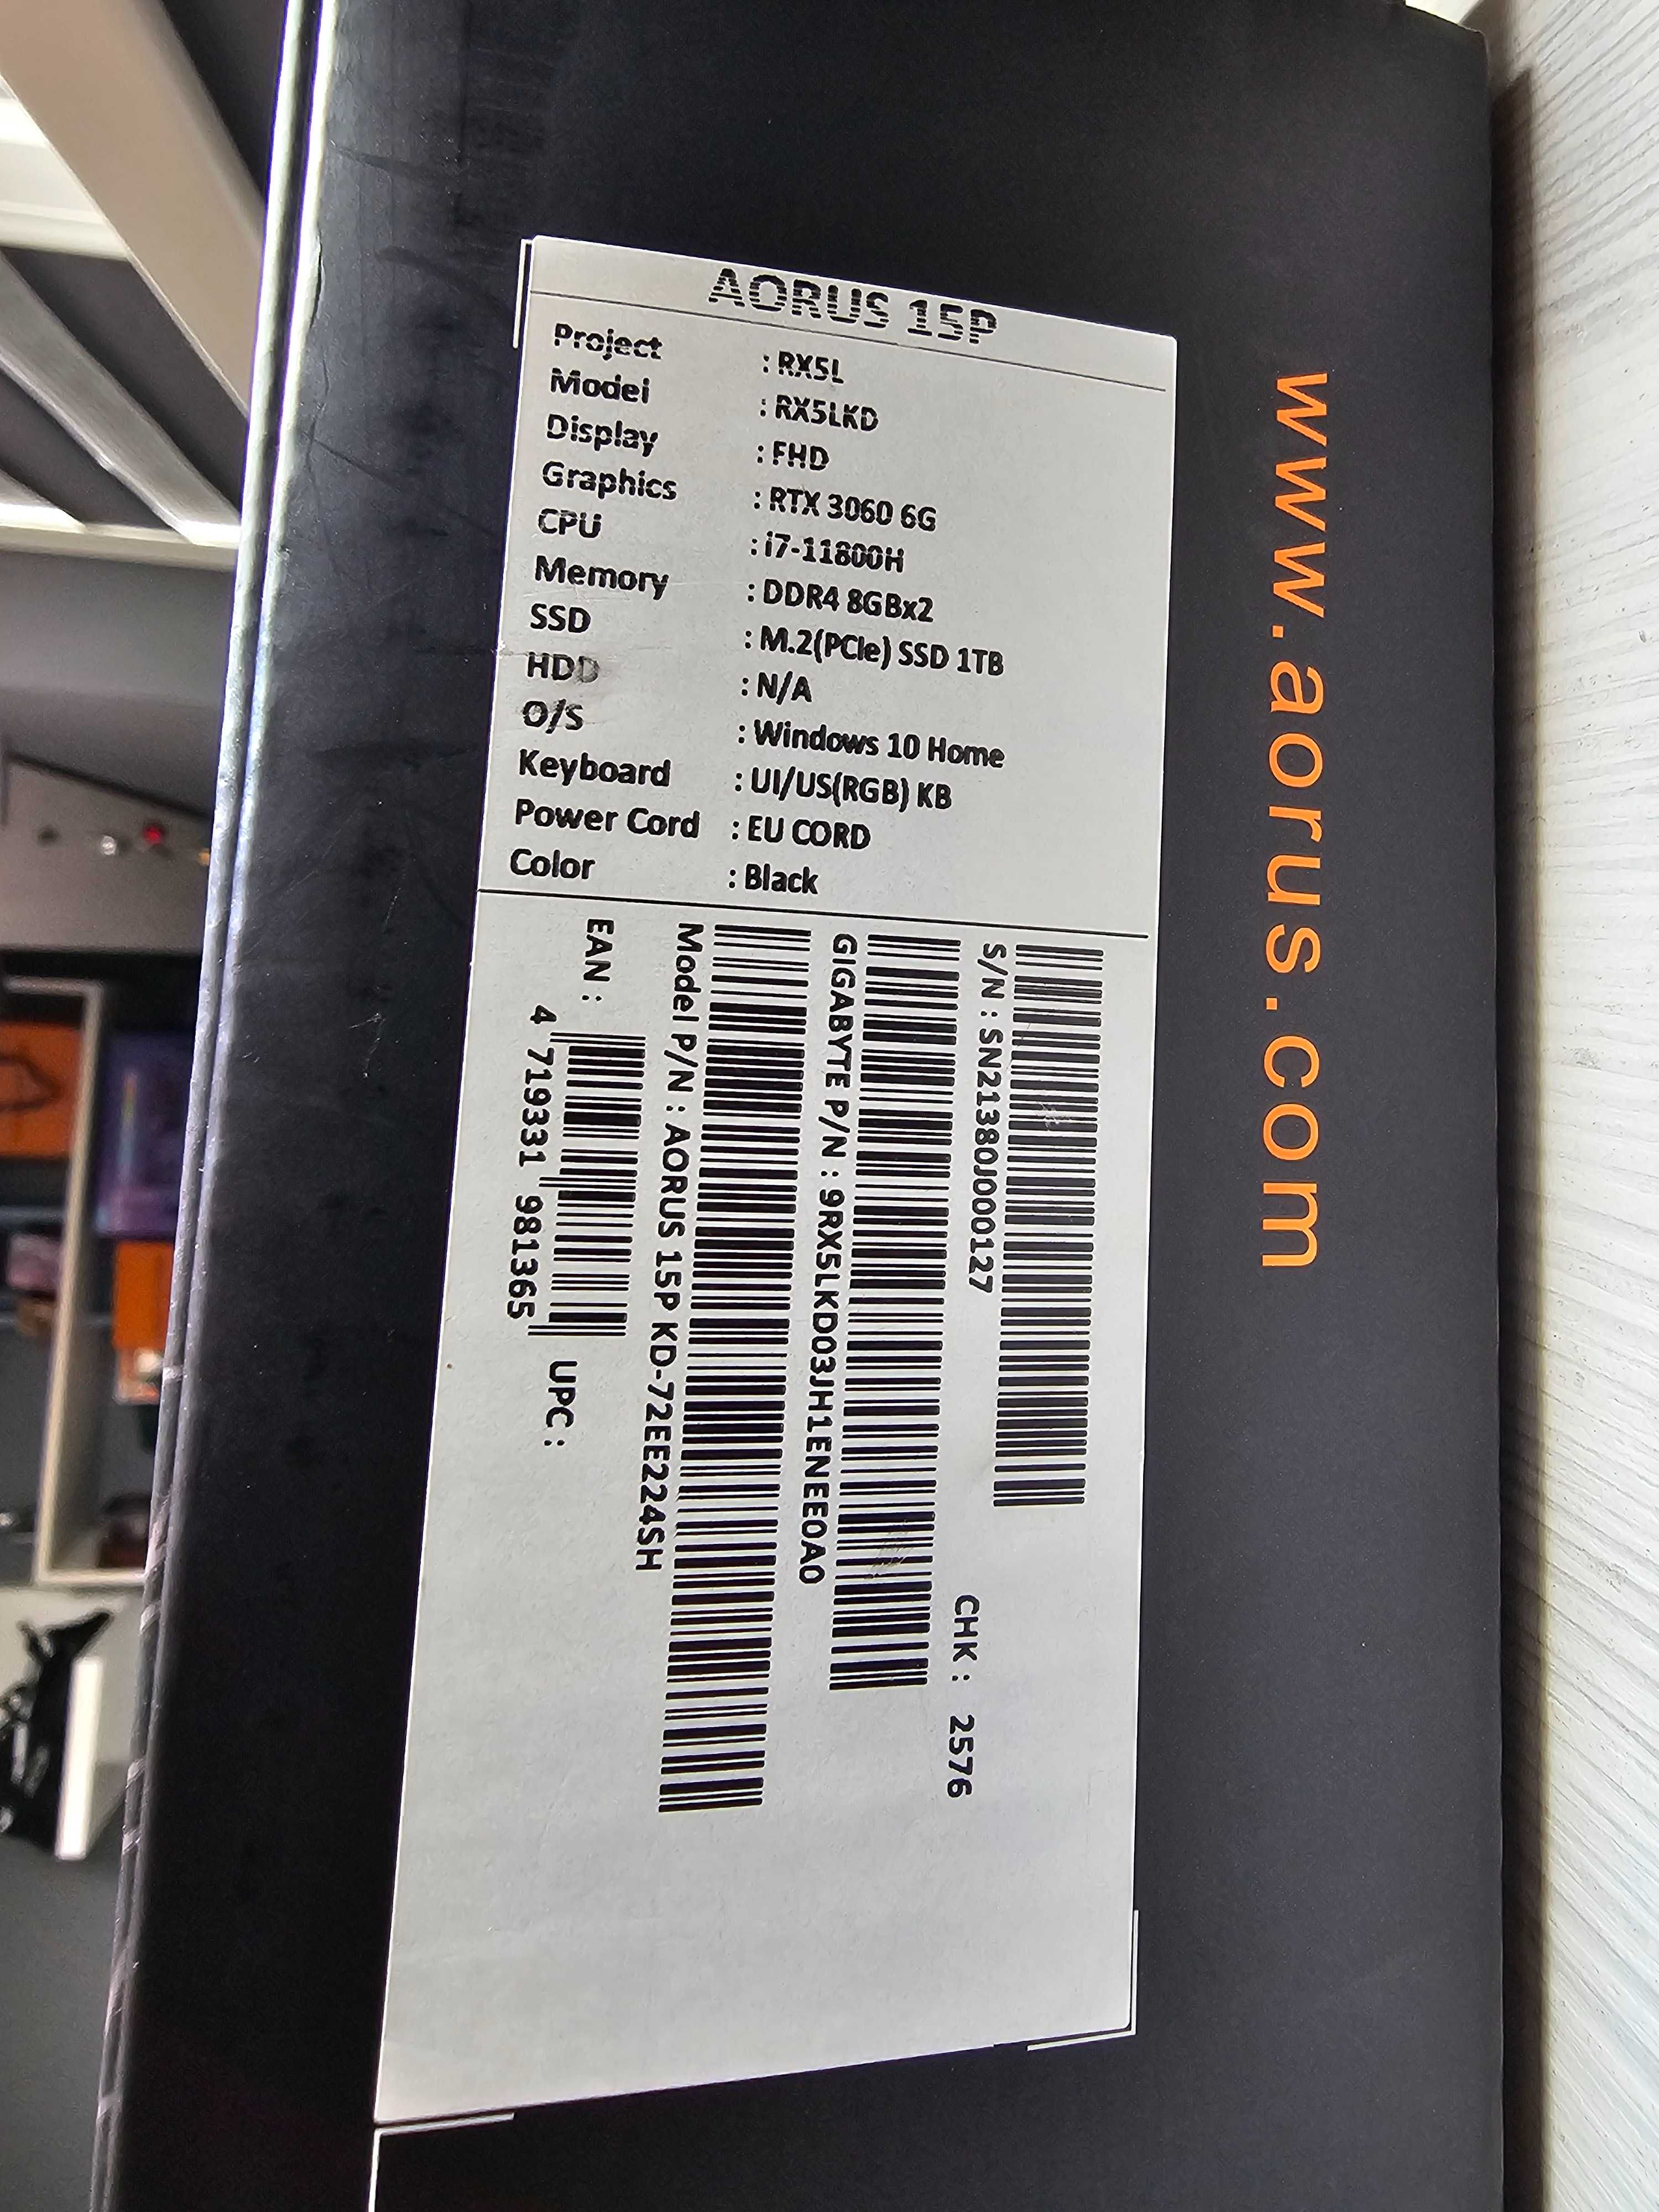 AORUS 15P
Project : RX5L
Model : RX5LKD
Display : FHD
Graphics : RTX 3060 6G
CPU : i7-11800H
Memory : DDR4 8GBx2
SSD : M.2(PCIe) SSD 1TB
HDD : N/A
O/S : Windows 10 Home
Keyboard : UI/US(RGB) KB
Power Cord : EU CORD
Color : Black
S/N : SN21380J000127
CHK : 2576
GIGABYTE P/N : 9RX5LKD03JH1ENEE0A0
Model P/N : AORUS 15P KD-72EE224SH
EAN :
4 719331 981365
UPC :
www.aorus.com